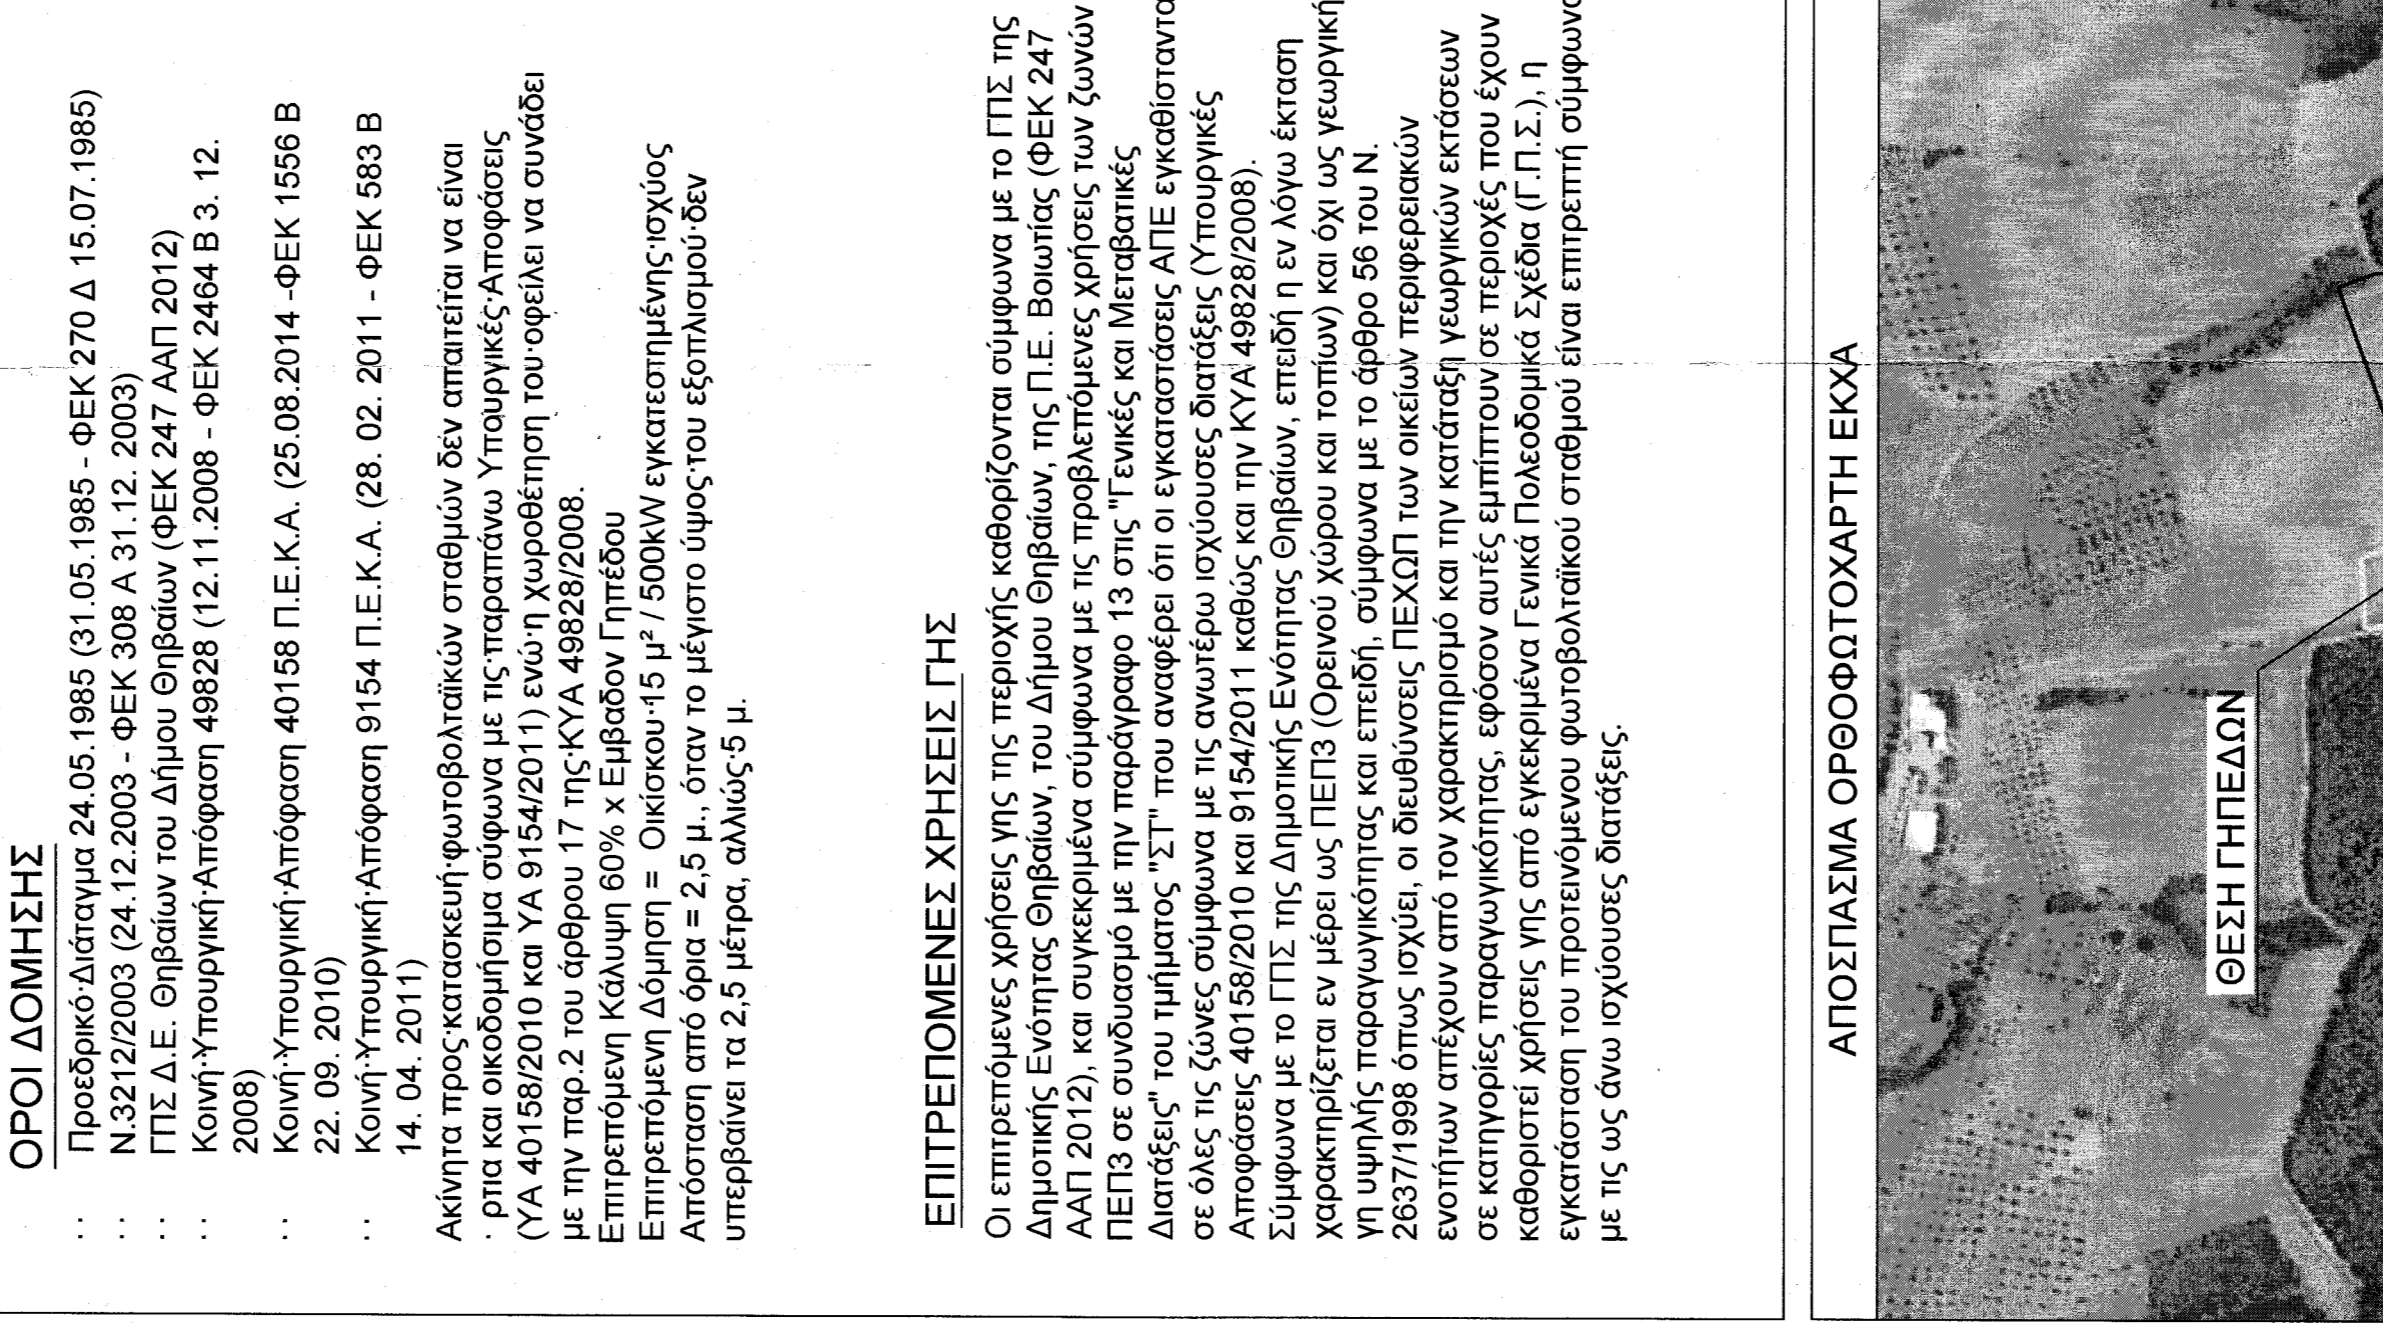 ΟΡΟΙ ΔΟΜΗΣΗΣ
: Προεδρικό Διάταγμα 24.05.1985 (31.05.1985 - ΦΕΚ 270 Δ 15.07.1985)
: Ν.3212/2003 (24.12.2003 - ΦΕΚ 308 Α 31.12. 2003)
: ΓΠΣ Δ.Ε. Θηβαίων του Δήμου Θηβαίων (ΦΕΚ 247 ΑΑΠ 2012)
: Κοινή·Υπουργική·Απόφαση 49828 (12.11.2008 - ΦΕΚ 2464 Β 3. 12.
2008)
: Κοινή·Υπουργική·Απόφαση 40158 Π.Ε.Κ.Α. (25.08.2014 -ΦΕΚ 1556 Β
22. 09. 2010)
: Κοινή·Υπουργική·Απόφαση 9154 Π.Ε.Κ.Α. (28. 02. 2011 - ΦΕΚ 583 Β
14. 04. 2011)
Ακίνητα προς·κατασκευή·φωτοβολταϊκών σταθμών δεν απαιτείται να είναι
· ρτια και οικοδομήσιμα σύφωνα με τις·παραπάνω Υπουργικές·Αποφάσεις
(ΥΑ 40158/2010 και ΥΑ 9154/2011) ενώ·η χωροθέτηση του·οφείλει να συνάδει
με την παρ.2 του άρθρου 17 της·ΚΥΑ 49828/2008.
Επιτρεπόμενη Κάλυψη 60% x Εμβαδον Γηπέδου
Επιτρεπόμενη Δόμηση = Οικίσκου·15 μ² / 500kW εγκατεστημένης·ισχύος
Απόσταση από όρια = 2,5 μ., όταν το μέγιστο ύψος·του εξοπλισμού·δεν
υπερβαίνει τα 2,5 μέτρα, αλλιώς·5 μ.
ΕΠΙΤΡΕΠΟΜΕΝΕΣ ΧΡΗΣΕΙΣ ΓΗΣ
Οι επιτρεπόμενες χρήσεις γης της περιοχής καθορίζονται σύμφωνα με το ΓΠΣ της
Δημοτικής Ενότητας Θηβαίων, του Δήμου Θηβαίων, της Π.Ε. Βοιωτίας (ΦΕΚ 247
ΑΑΠ 2012), και συγκεκριμένα σύμφωνα με τις προβλεπόμενες χρήσεις των ζωνών
ΠΕΠ3 σε συνδυασμό με την παράγραφο 13 στις "Γενικές και Μεταβατικές
Διατάξεις" του τμήματος "ΣΤ" που αναφέρει ότι οι εγκαταστάσεις ΑΠΕ εγκαθίσταντα
σε όλες τις ζώνες σύμφωνα με τις ανωτέρω ισχύουσες διατάξεις (Υπουργικές
Αποφάσεις 40158/2010 και 9154/2011 καθώς και την ΚΥΑ 49828/2008).
Σύμφωνα με το ΓΠΣ της Δημοτικής Ενότητας Θηβαίων, επειδή η εν λόγω έκταση
χαρακτηρίζεται εν μέρει ως ΠΕΠ3 (Ορεινού χώρου και τοπίων) και όχι ως γεωργική
γη υψηλής παραγωγικότητας και επειδή, σύμφωνα με το άρθρο 56 του Ν.
2637/1998 όπως ισχύει, οι διευθύνσεις ΠΕΧΩΠ των οικείων περιφερειακών
ενοτήτων απέχουν από τον χαρακτηρισμό και την κατάταξη γεωργικών εκτάσεων
σε κατηγορίες παραγωγικότητας, εφόσον αυτές εμπίπτουν σε περιοχές που έχουν
καθοριστεί χρήσεις γης από εγκεκριμένα Γενικά Πολεοδομικά Σχέδια (Γ.Π.Σ.), η
εγκατάσταση του προτεινόμενου φωτοβολταϊκού σταθμού είναι επιτρεπτή σύμφωνα
με τις ως άνω ισχύουσες διατάξεις.
ΑΠΟΣΠΑΣΜΑ ΟΡΘΟΦΩΤΟΧΑΡΤΗ ΕΚΧΑ
ΘΕΣΗ ΓΗΠΕΔΩΝ